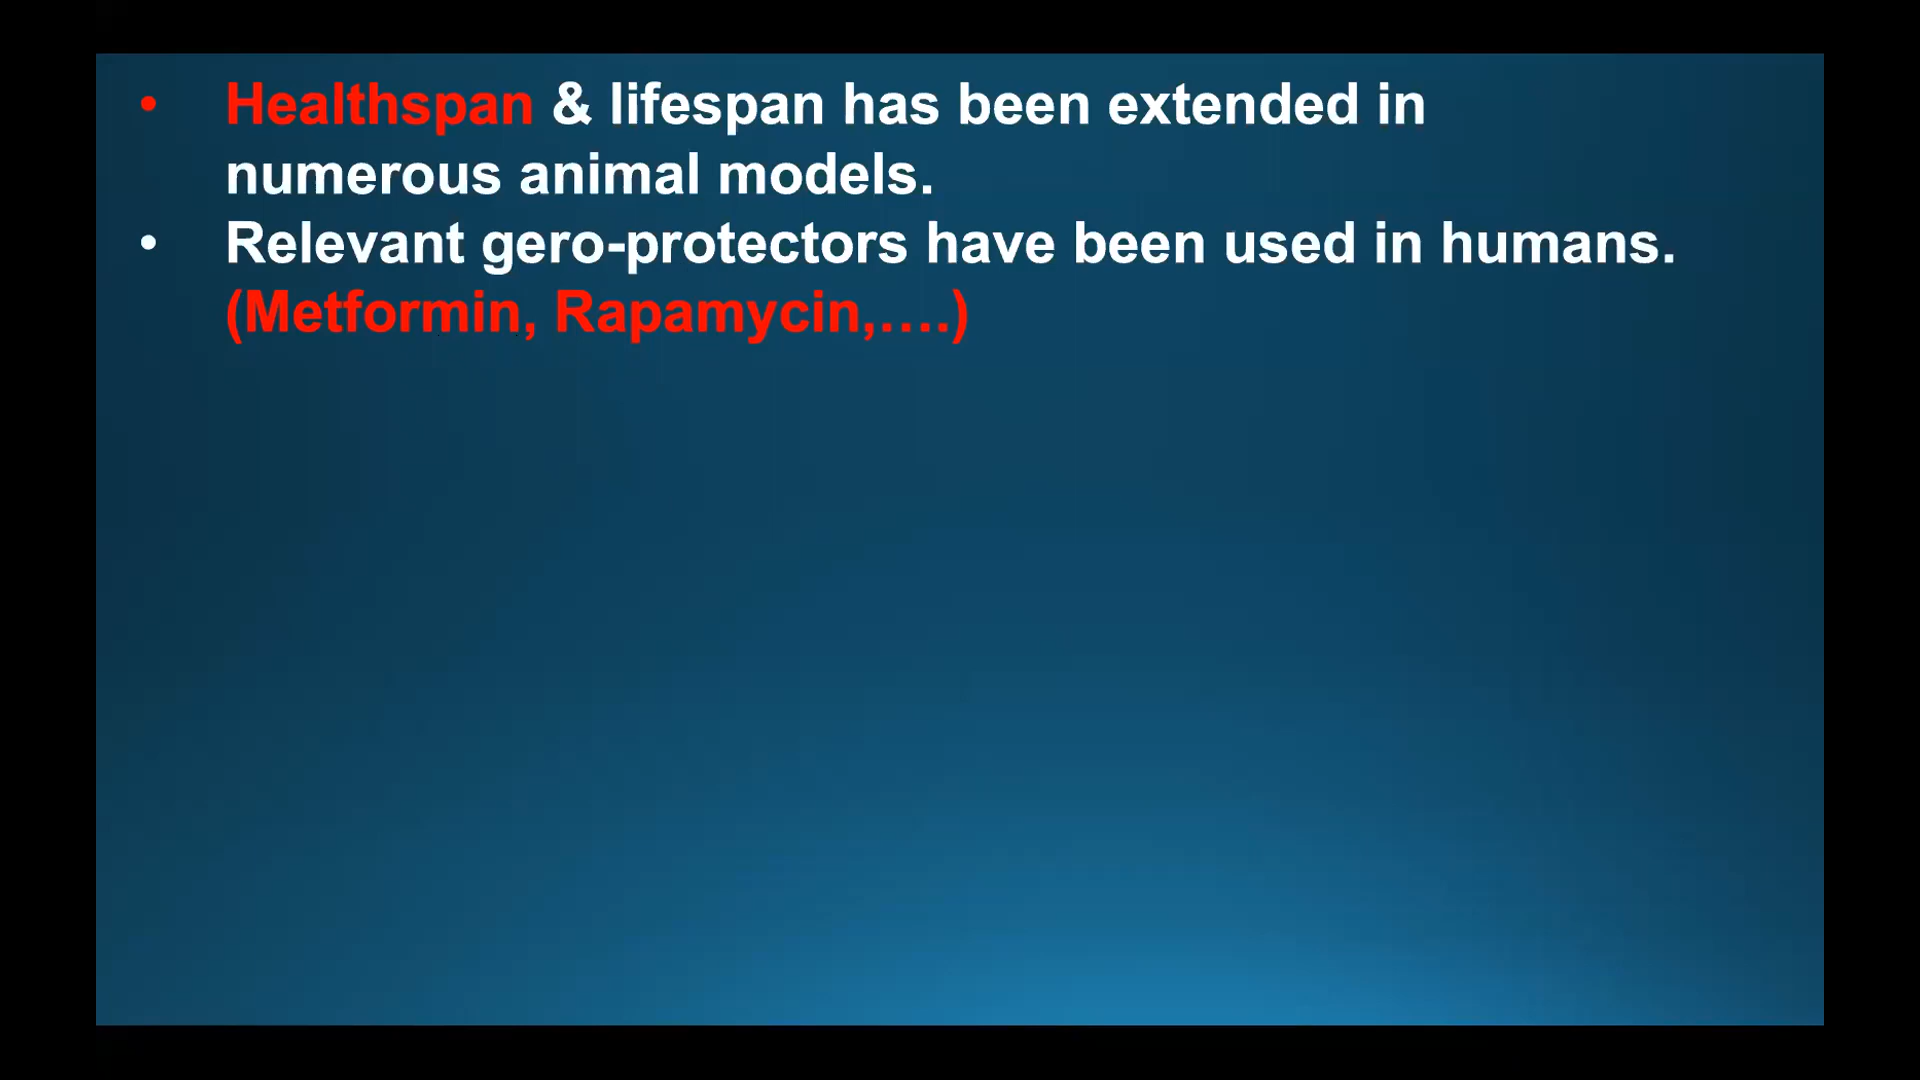 • Healthspan & lifespan has been extended in
numerous animal models.
• Relevant gero-protectors have been used in humans.
(Metformin, Rapamycin,....)